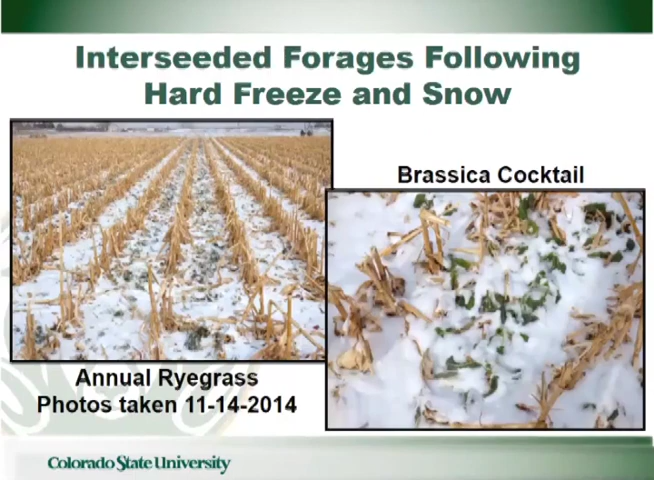 Interseeded Forages Following
Hard Freeze and Snow
Brassica Cocktail
Annual Ryegrass
Photos taken 11-14-2014
Colorado State University